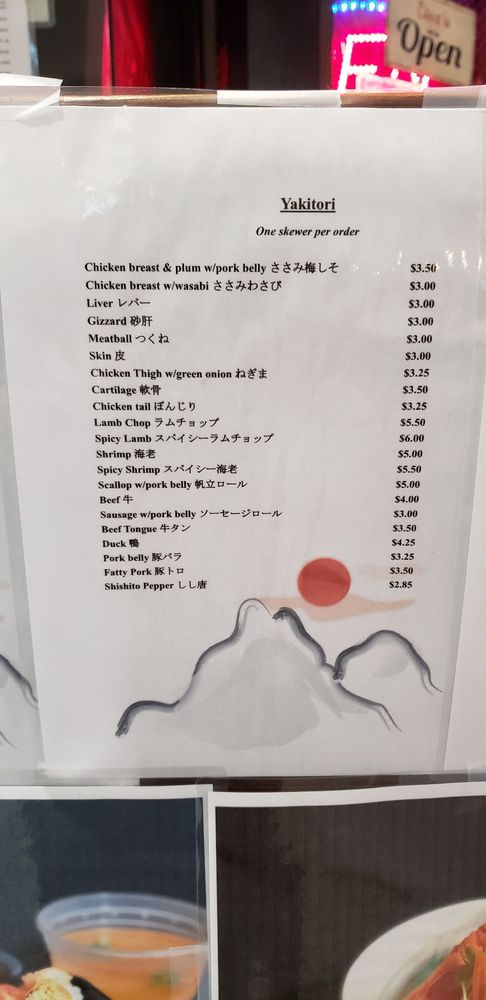 Open
Yakitori
One skewer per order
Chicken breast & plum w/pork belly ささみ梅しそ $3.50
Chicken breast w/wasabi ささみわさび $3.00
Liver レバー $3.00
Gizzard 砂肝 $3.00
Meatball つくね $3.00
Skin 皮 $3.00
Chicken Thigh w/green onion ねぎま $3.25
Cartilage 軟骨 $3.50
Chicken tail ぼんじり $3.25
Lamb Chop ラムチョップ $5.50
Spicy Lamb スパイシーラムチョップ $6.00
Shrimp 海老 $5.00
Spicy Shrimp スパイシー海老 $5.50
Scallop w/pork belly 帆立ロール $5.00
Beef 牛 $4.00
Sausage w/pork belly ソーセージロール $3.00
Beef Tongue 牛タン $3.50
Duck 鴨 $4.25
Pork belly 豚バラ $3.25
Fatty Pork 豚トロ $3.50
Shishito Pepper しし唐 $2.85